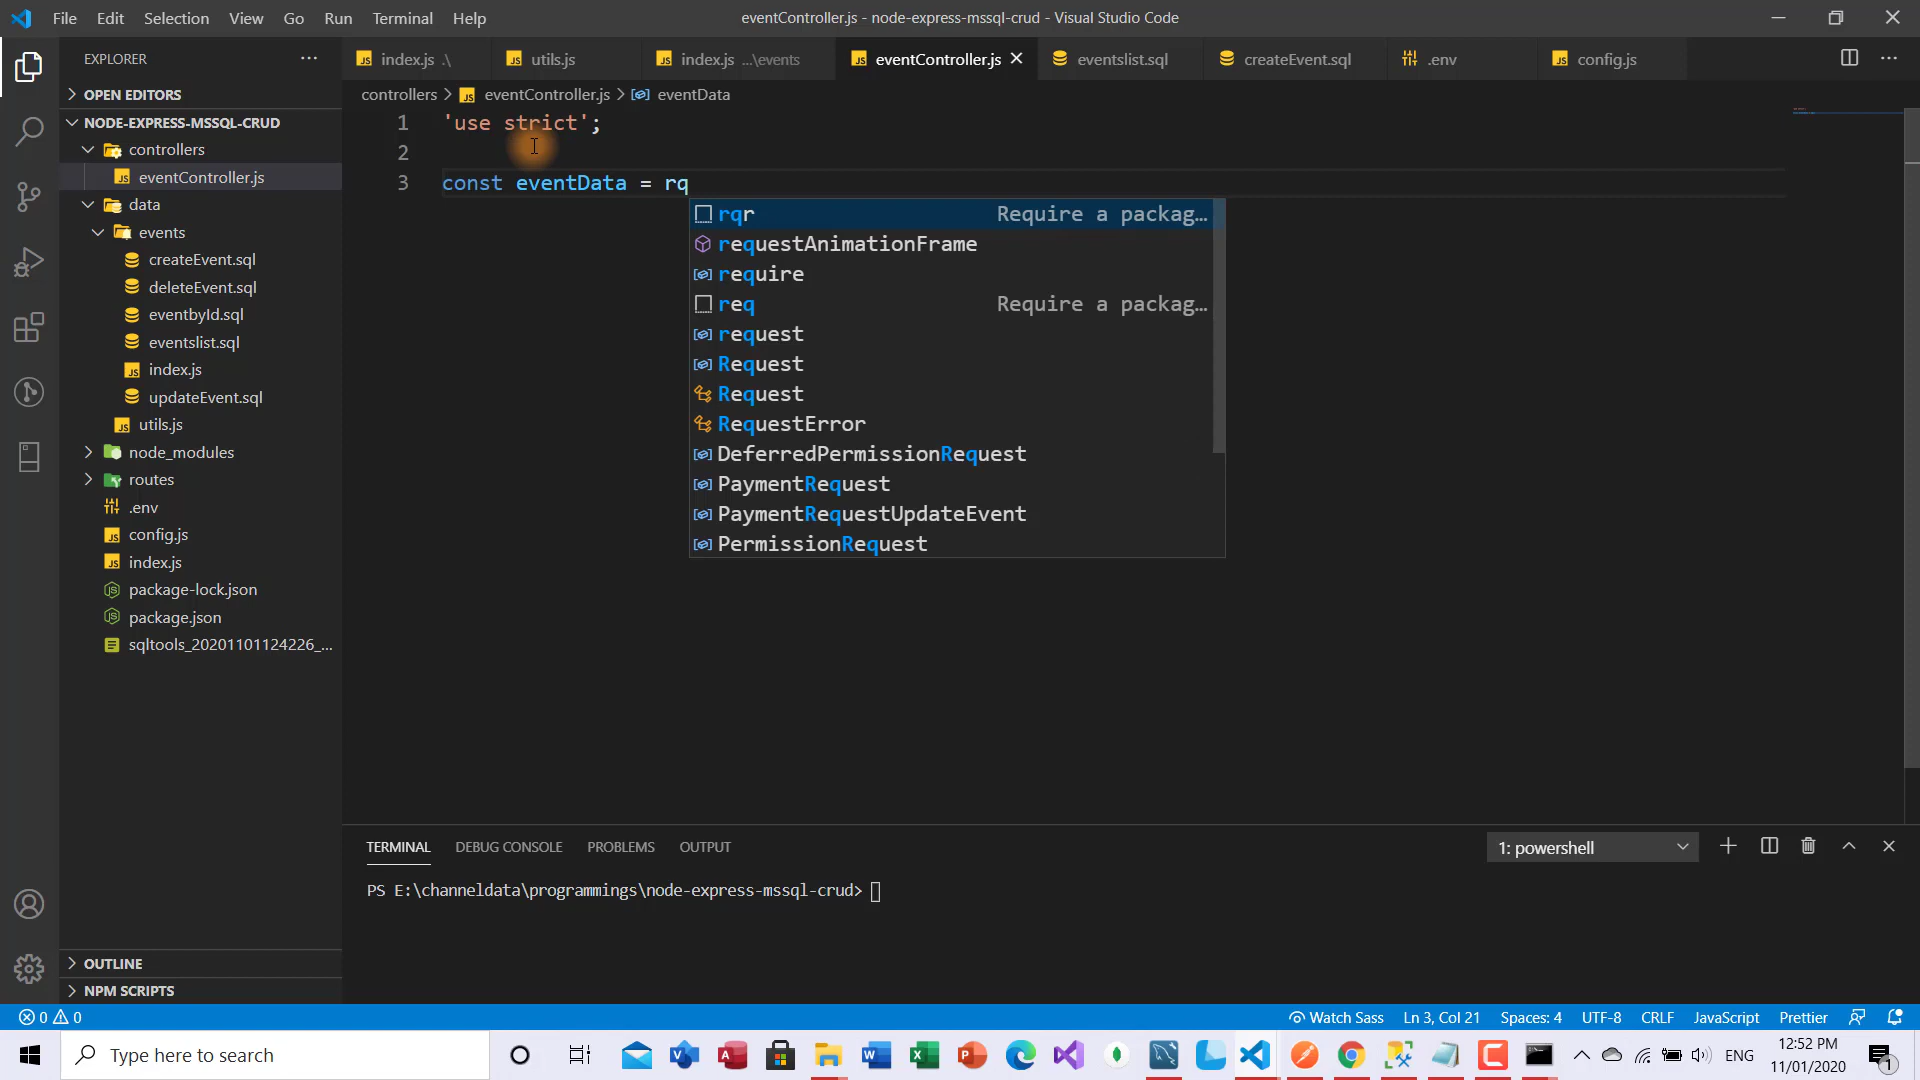 File Edit Selection View Go Run Terminal Help
eventController.js - node-express-mssql-crud - Visual Studio Code
EXPLORER
index.js .\
utils.js
index.js ...\events
eventController.js
eventslist.sql
createEvent.sql
.env
config.js
OPEN EDITORS
NODE-EXPRESS-MSSQL-CRUD
controllers
eventController.js
data
events
createEvent.sql
deleteEvent.sql
eventbyId.sql
eventslist.sql
index.js
updateEvent.sql
utils.js
node_modules
routes
.env
config.js
index.js
package-lock.json
package.json
sqltools_20201101124226_...
OUTLINE
NPM SCRIPTS
controllers > eventController.js > eventData
1 'use strict';
2
3 const eventData = rq
rqr Require a packag...
requestAnimationFrame
require
req Require a packag...
request
Request
Request
RequestError
DeferredPermissionRequest
PaymentRequest
PaymentRequestUpdateEvent
PermissionRequest
TERMINAL DEBUG CONSOLE PROBLEMS OUTPUT
1: powershell
PS E:\channeldata\programmings\node-express-mssql-crud>
0 0
Watch Sass Ln 3, Col 21 Spaces: 4 UTF-8 CRLF JavaScript Prettier
Type here to search
ENG
12:52 PM
11/01/2020
1